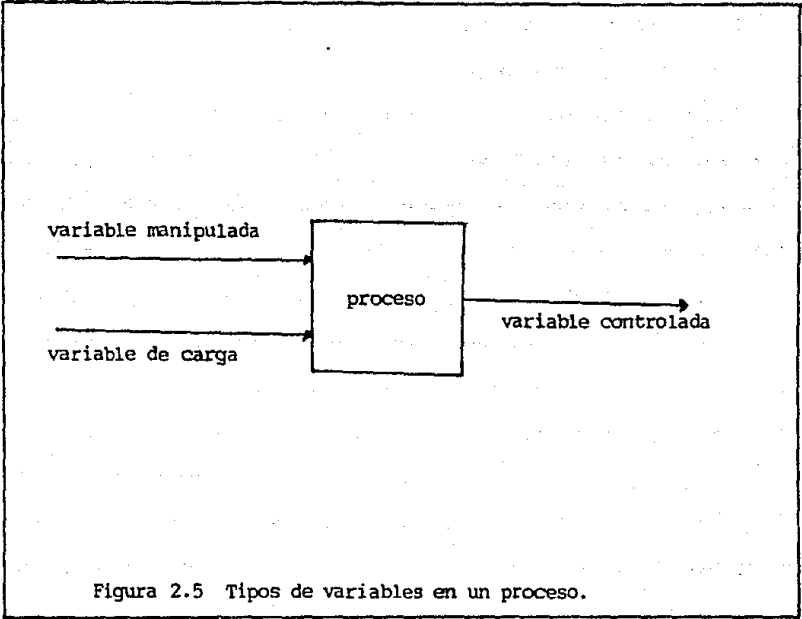 variable manipulada
proceso
variable controlada
variable de carga
Figura 2.5 Tipos de variables en un proceso.